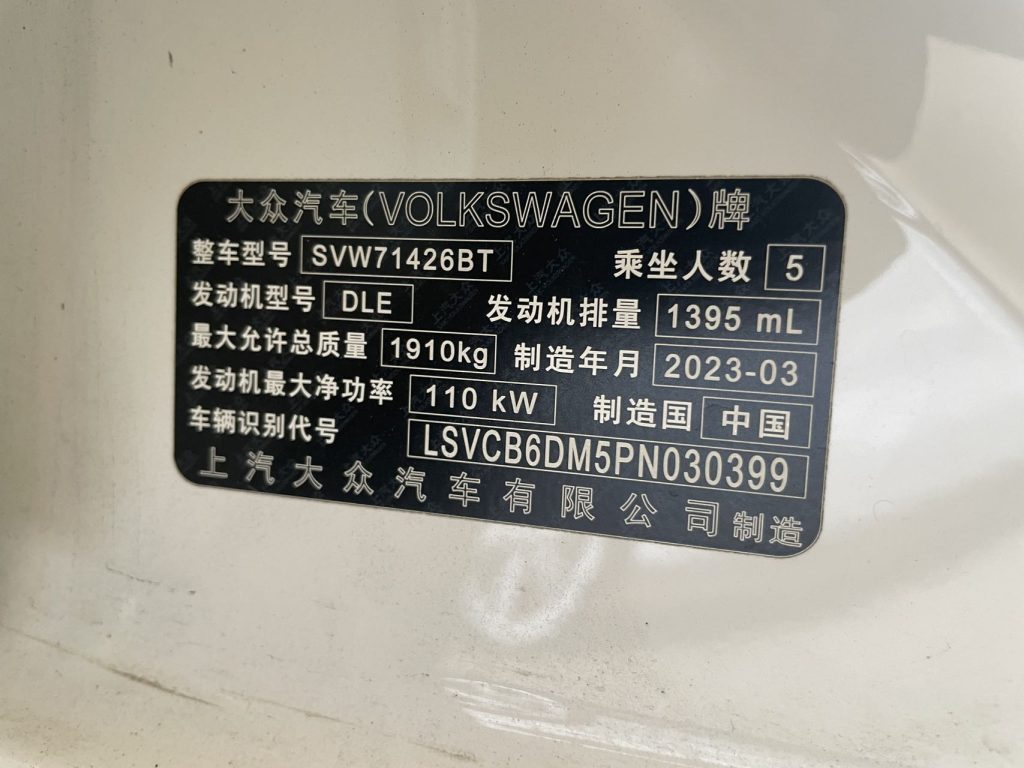 大众汽车(VOLKSWAGEN)牌
整车型号 SVW71426BT 乘坐人数 5
发动机型号 DLE 发动机排量 1395 mL
最大允许总质量 1910kg 制造年月 2023-03
发动机最大净功率 110 kW 制造国 中国
车辆识别代号 LSVCB6DM5PN030399
上汽大众汽车有限公司制造